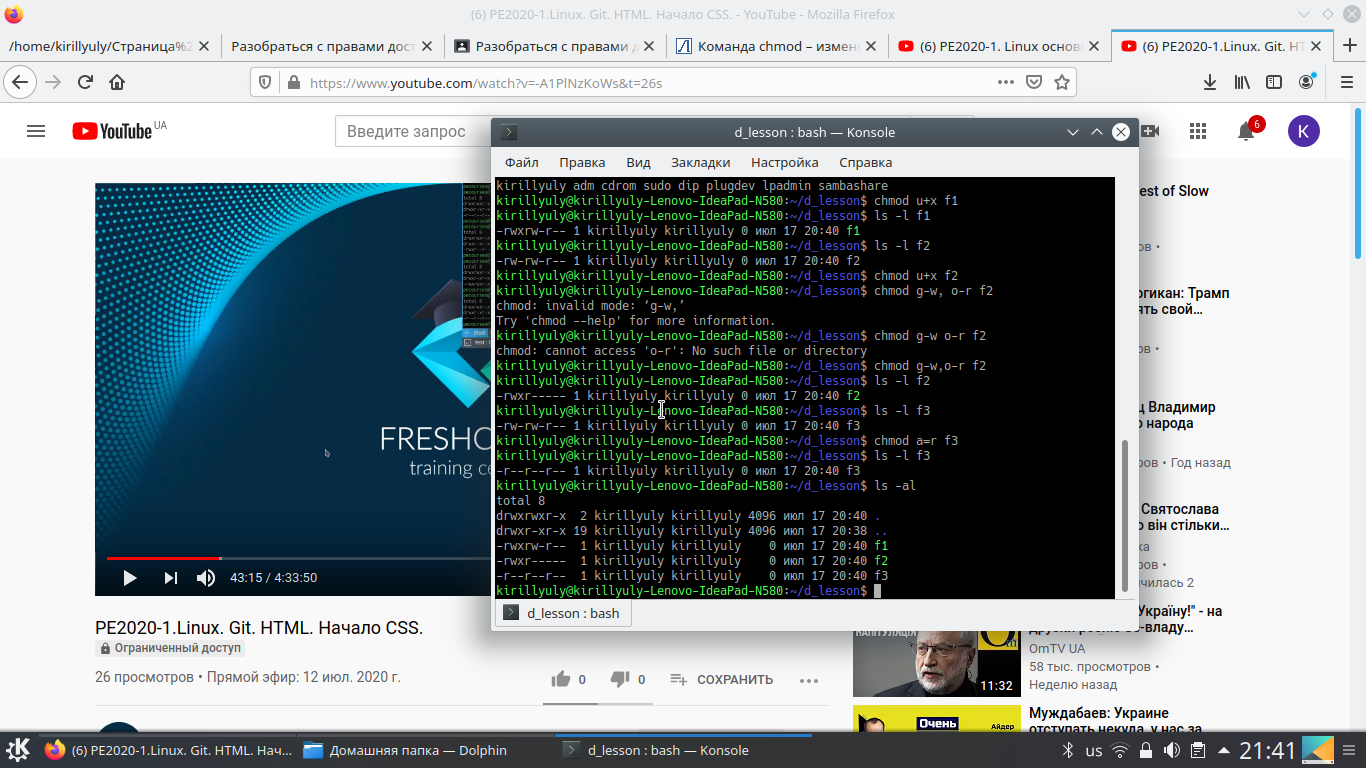 (6) PE2020-1.Linux. Git. HTML. Начало CSS. - YouTube - Mozilla Firefox
/home/kirillyuly/Страница%2
Разобраться с правами дост
Разобраться с правами д
Команда chmod – измен
(6) PE2020-1. Linux основ
(6) PE2020-1.Linux. Git. HT
https://www.youtube.com/watch?v=-A1PlNzKoWs&t=26s
YouTube UA
Введите запрос
6
K
d_lesson : bash — Konsole
Файл Правка Вид Закладки Настройка Справка
kirillyuly adm cdrom sudo dip plugdev lpadmin sambashare
kirillyuly@kirillyuly-Lenovo-IdeaPad-N580:~/d_lesson$ chmod u+x f1
kirillyuly@kirillyuly-Lenovo-IdeaPad-N580:~/d_lesson$ ls -l f1
-rwxrw-r-- 1 kirillyuly kirillyuly 0 июл 17 20:40 f1
kirillyuly@kirillyuly-Lenovo-IdeaPad-N580:~/d_lesson$ ls -l f2
-rw-rw-r-- 1 kirillyuly kirillyuly 0 июл 17 20:40 f2
kirillyuly@kirillyuly-Lenovo-IdeaPad-N580:~/d_lesson$ chmod u+x f2
kirillyuly@kirillyuly-Lenovo-IdeaPad-N580:~/d_lesson$ chmod g-w, o-r f2
chmod: invalid mode: ‘g-w,’
Try 'chmod --help' for more information.
kirillyuly@kirillyuly-Lenovo-IdeaPad-N580:~/d_lesson$ chmod g-w o-r f2
chmod: cannot access 'o-r': No such file or directory
kirillyuly@kirillyuly-Lenovo-IdeaPad-N580:~/d_lesson$ chmod g-w,o-r f2
kirillyuly@kirillyuly-Lenovo-IdeaPad-N580:~/d_lesson$ ls -l f2
-rwxr----- 1 kirillyuly kirillyuly 0 июл 17 20:40 f2
kirillyuly@kirillyuly-Lenovo-IdeaPad-N580:~/d_lesson$ ls -l f3
-rw-rw-r-- 1 kirillyuly kirillyuly 0 июл 17 20:40 f3
kirillyuly@kirillyuly-Lenovo-IdeaPad-N580:~/d_lesson$ chmod a=r f3
kirillyuly@kirillyuly-Lenovo-IdeaPad-N580:~/d_lesson$ ls -l f3
-r--r--r-- 1 kirillyuly kirillyuly 0 июл 17 20:40 f3
kirillyuly@kirillyuly-Lenovo-IdeaPad-N580:~/d_lesson$ ls -al
total 8
drwxrwxr-x  2 kirillyuly kirillyuly 4096 июл 17 20:40 .
drwxr-xr-x 19 kirillyuly kirillyuly 4096 июл 17 20:38 ..
-rwxrw-r--  1 kirillyuly kirillyuly    0 июл 17 20:40 f1
-rwxr-----  1 kirillyuly kirillyuly    0 июл 17 20:40 f2
-r--r--r--  1 kirillyuly kirillyuly    0 июл 17 20:40 f3
kirillyuly@kirillyuly-Lenovo-IdeaPad-N580:~/d_lesson$
d_lesson : bash
FRESHC
training ce
43:15 / 4:33:50
PE2020-1.Linux. Git. HTML. Начало CSS.
Ограниченный доступ
26 просмотров • Прямой эфир: 12 июл. 2020 г.
0
0
СОХРАНИТЬ
est of Slow
огикан: Трамп
ять свой...
ов •
ц Владимир
о народа
ов • Год назад
Святослава
о він стільки...
ка
ов •
чилась 2
Україну!" - на
OmTV UA
58 тыс. просмотров •
Неделю назад
11:32
Муждабаев: Украине
отступать некуда, у нас за
Очень
Айдер
(6) PE2020-1.Linux. Git. HTML. Нач...
Домашняя папка — Dolphin
d_lesson : bash — Konsole
us
21:41